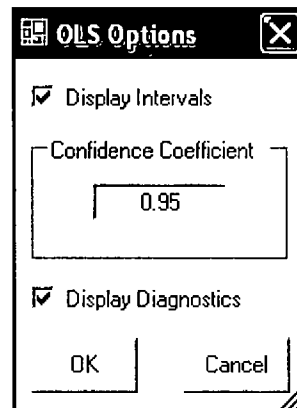 OLS Options
Display Intervals
Confidence Coefficient
0.95
Display Diagnostics
OK Cancel